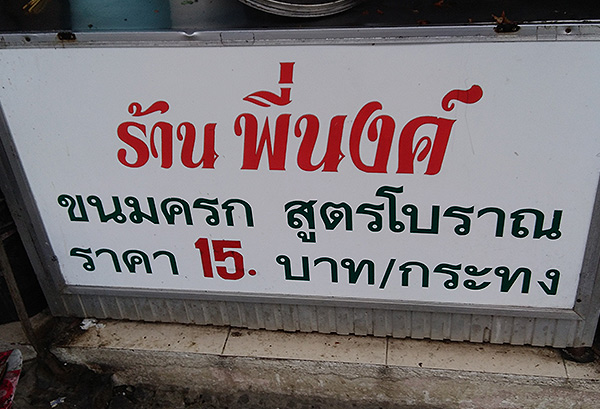 ร้าน พี่นงค์
ขนมครก สูตรโบราณ
ราคา 15. บาท/กระทง